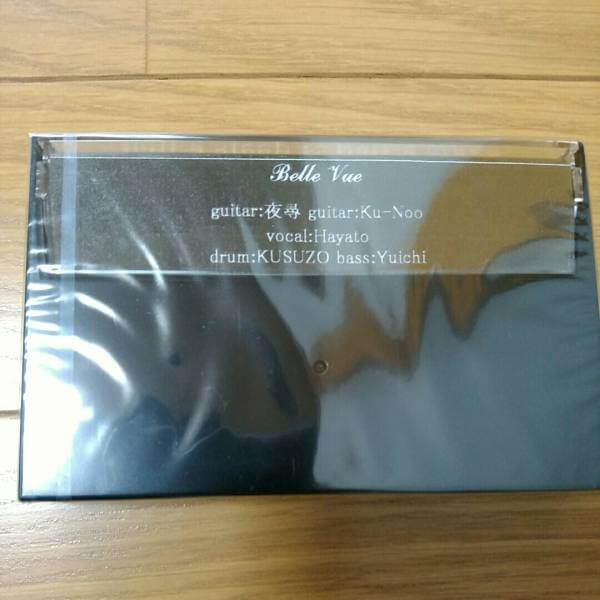 Belle Vue
guitar:夜尋 guitar:Ku-Noo
vocal:Hayato
drum:KUSUZO bass:Yuichi